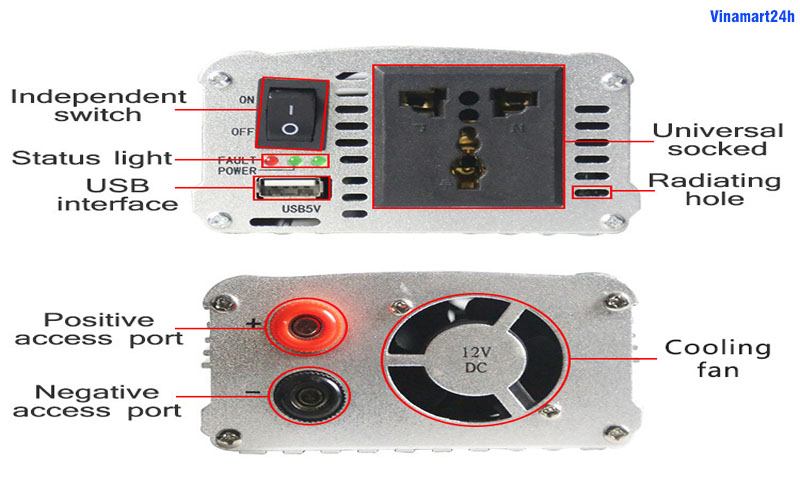 Vinamart24h
Independent
switch
ON
OFF
Status light
FAULT
POWER
USB
interface
USB5V
Universal
socked
Radiating
hole
Positive
access port
+
12V
DC
Cooling
fan
Negative
access port
−